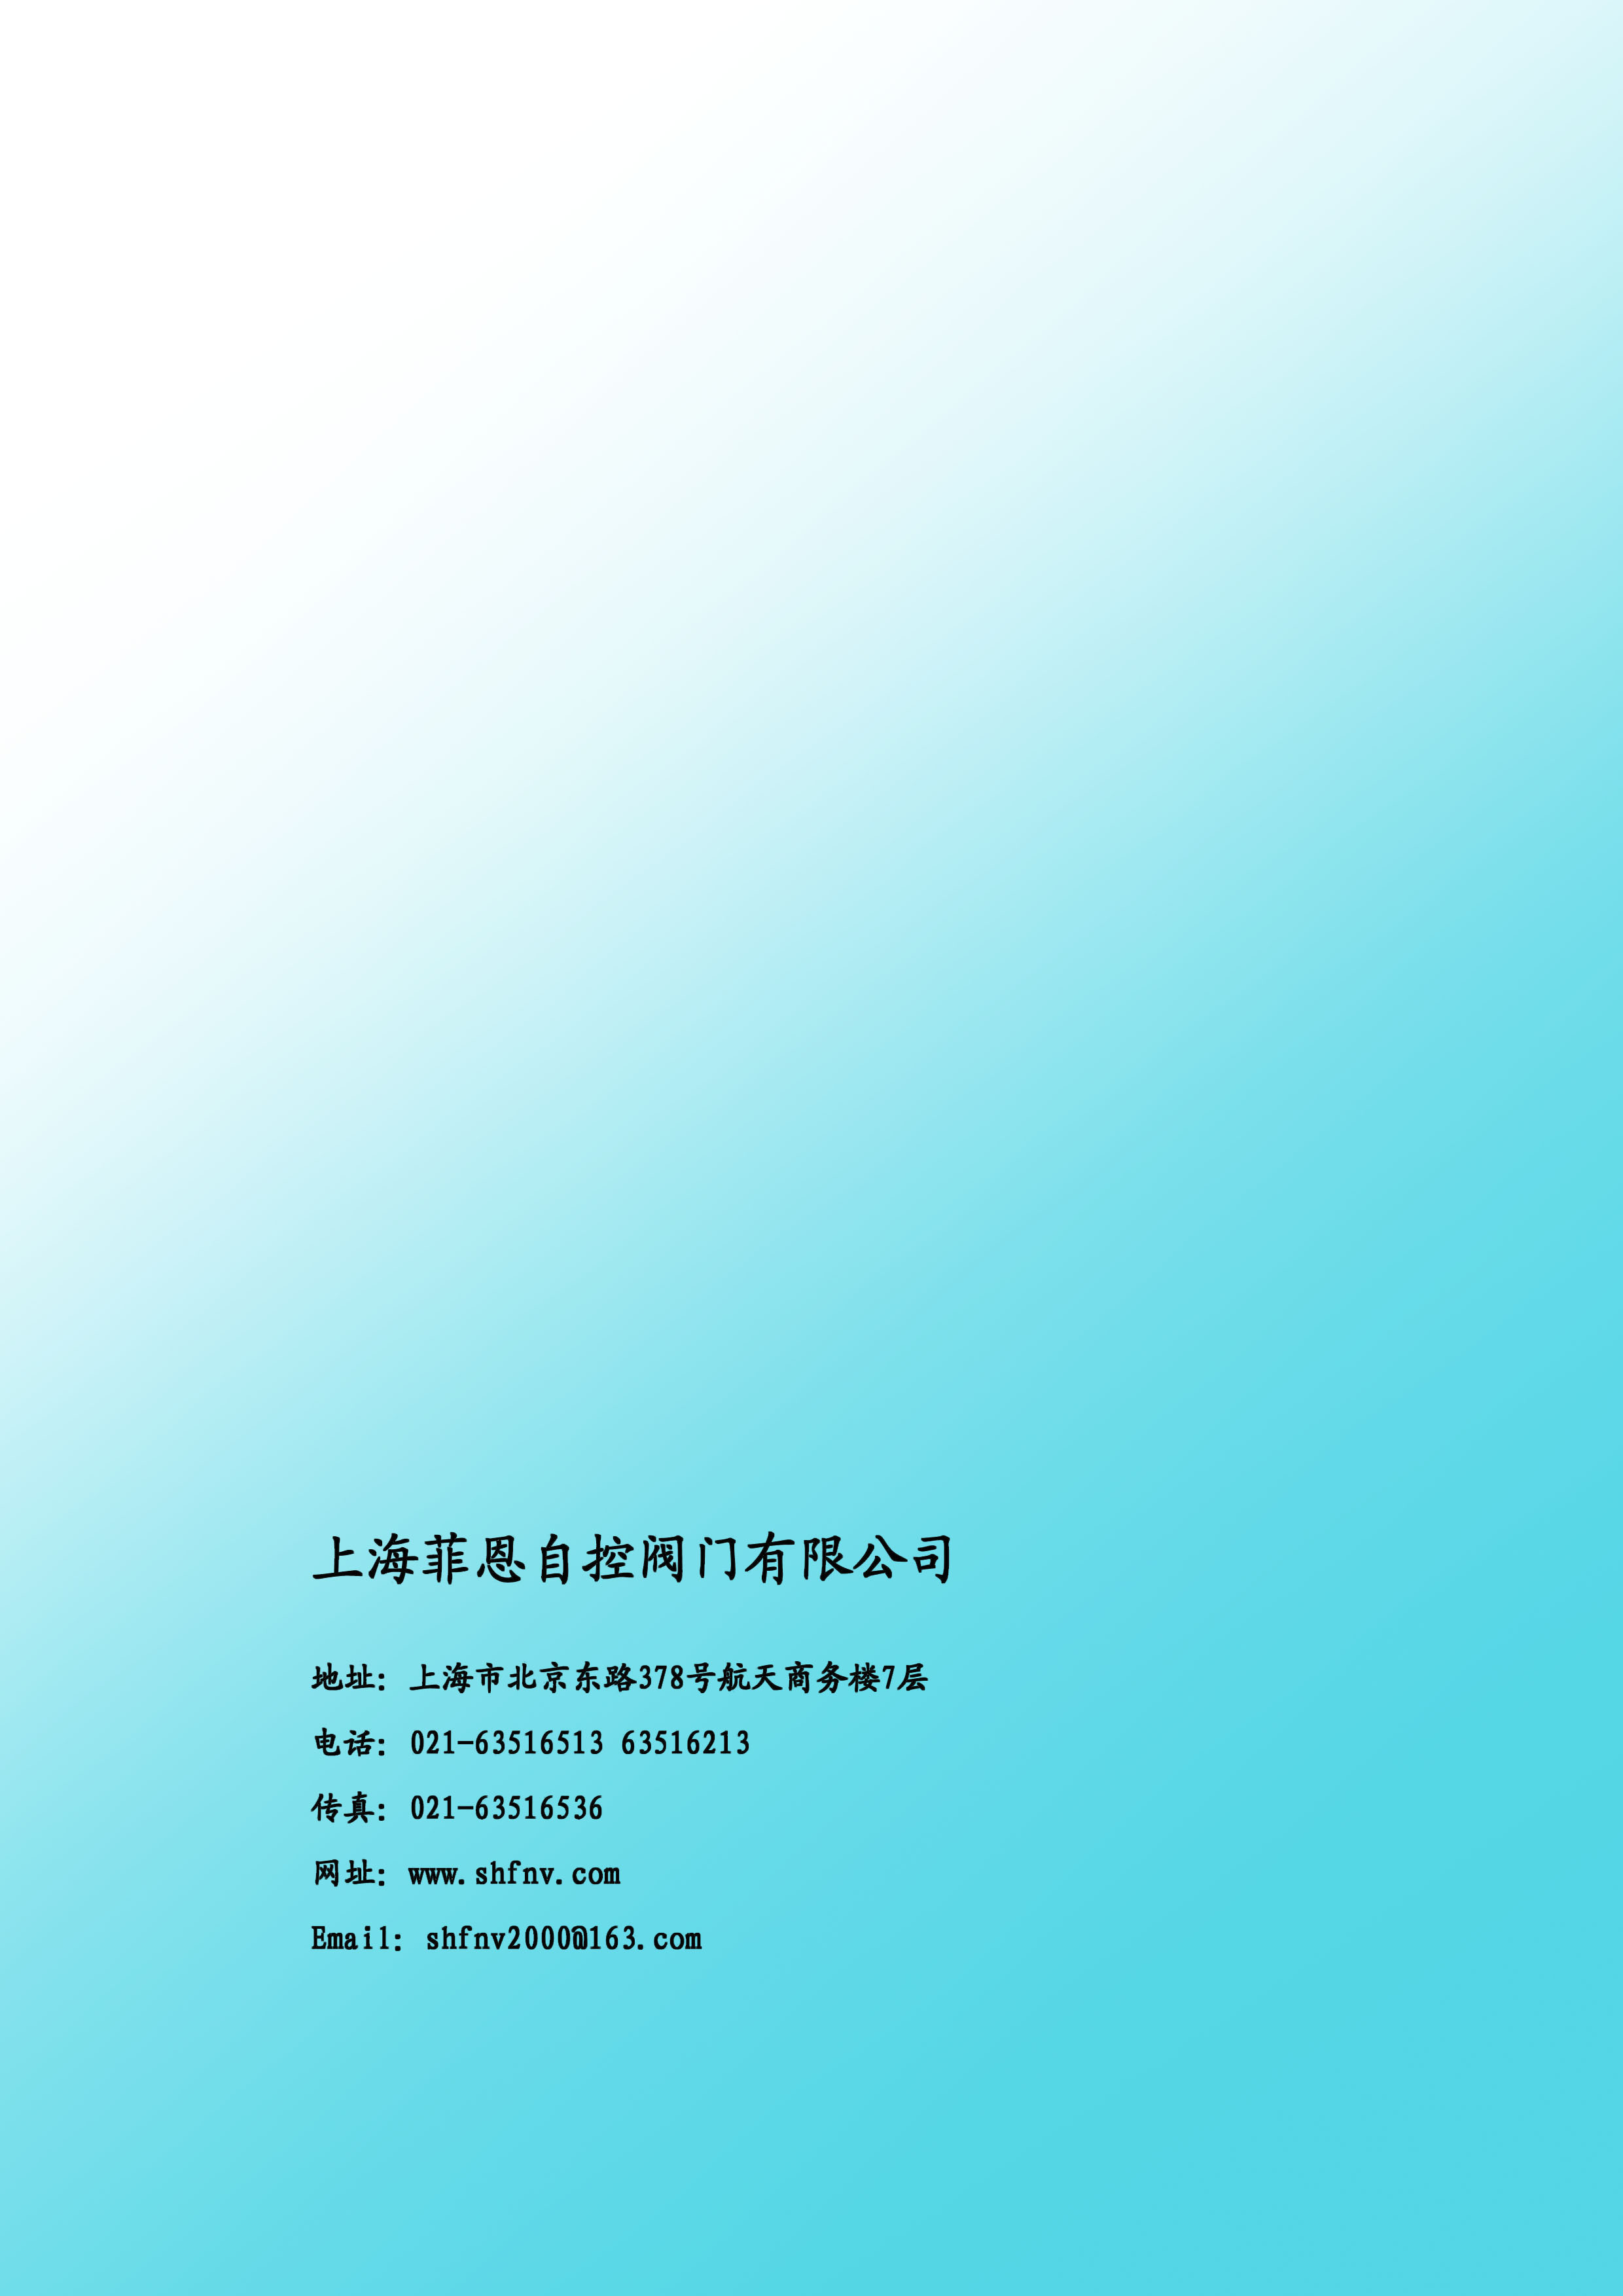 上海菲恩自控阀门有限公司
地址: 上海市北京东路378号航天商务楼7层
电话: 021-63516513 63516213
传真: 021-63516536
网址: www.shfnv.com
Email: shfnv2000@163.com